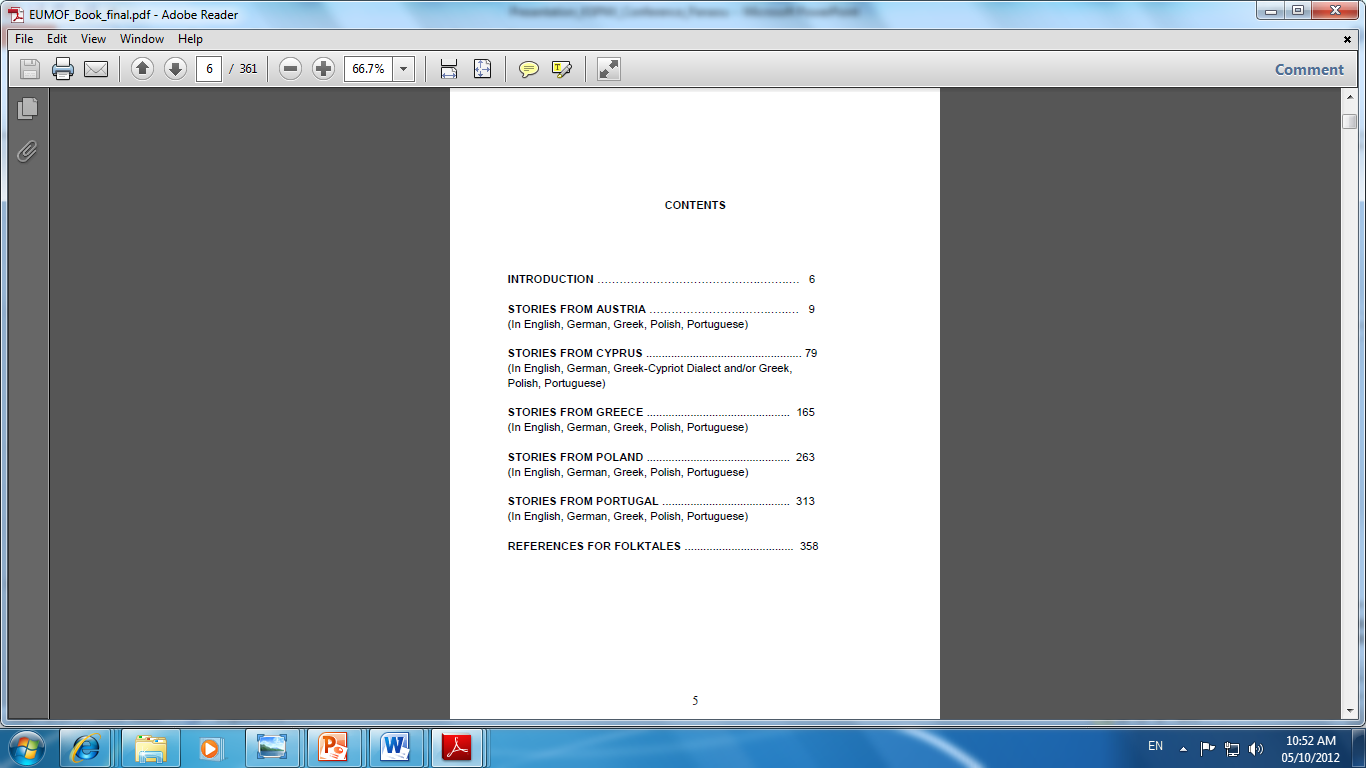 EUMOF_Book_final.pdf - Adobe Reader
Presentation_ Conference_ - Microsoft PowerPoint
File Edit View Window Help
6 / 361 66.7% Comment
CONTENTS
INTRODUCTION ................................................... 6
STORIES FROM AUSTRIA ...................................... 9
(In English, German, Greek, Polish, Portuguese)
STORIES FROM CYPRUS .................................................. 79
(In English, German, Greek-Cypriot Dialect and/or Greek,
Polish, Portuguese)
STORIES FROM GREECE .............................................. 165
(In English, German, Greek, Polish, Portuguese)
STORIES FROM POLAND .............................................. 263
(In English, German, Greek, Polish, Portuguese)
STORIES FROM PORTUGAL ......................................... 313
(In English, German, Greek, Polish, Portuguese)
REFERENCES FOR FOLKTALES ................................... 358
5
EN 10:52 AM
05/10/2012